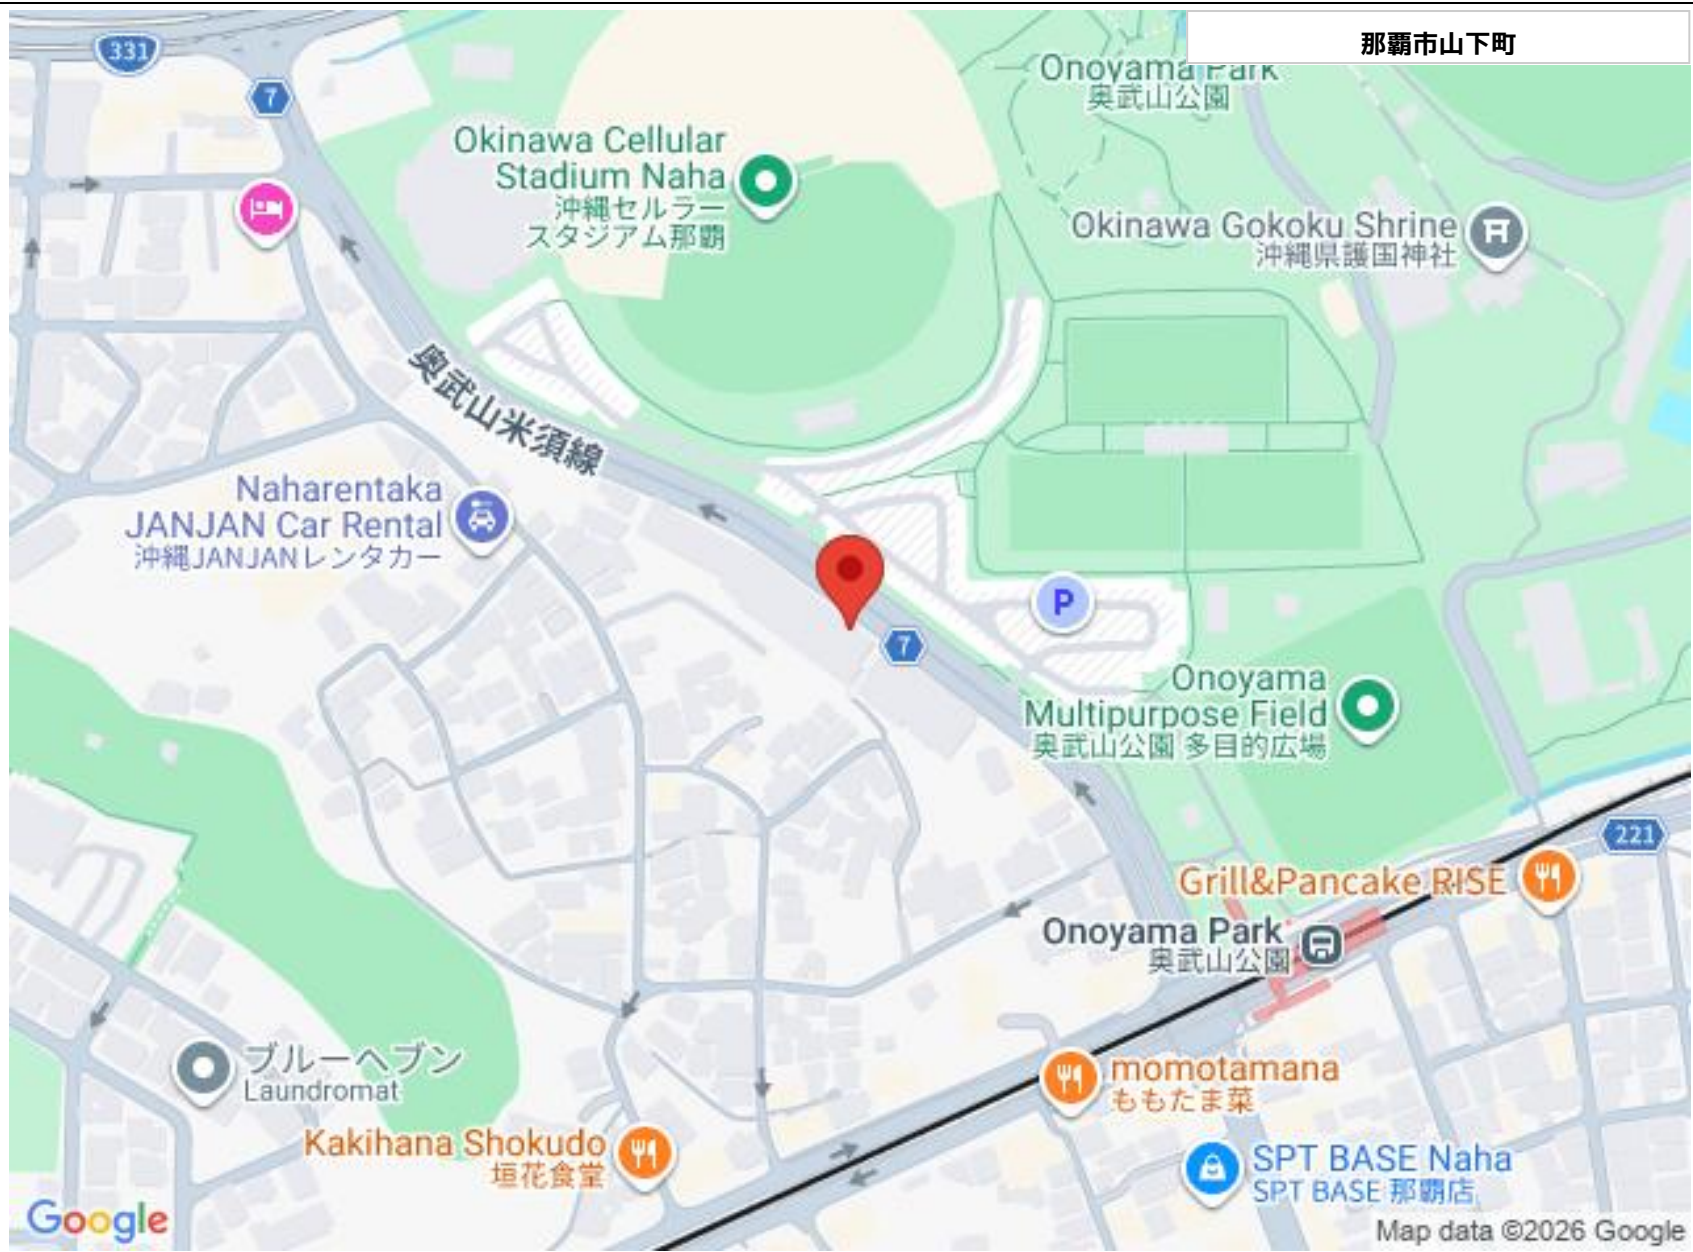 那覇市山下町
331
7
Onoyama Park
奥武山公園
Okinawa Cellular
Stadium Naha
沖縄セルラー
スタジアム那覇
Okinawa Gokoku Shrine
沖縄県護国神社
奥武山米須線
Naharentaka
JANJAN Car Rental
沖縄JANJANレンタカー
P
7
Onoyama
Multipurpose Field
奥武山公園 多目的広場
221
Grill&Pancake RISE
Onoyama Park
奥武山公園
ブルーヘブン
Laundromat
momotamana
ももたま菜
Kakihana Shokudo
垣花食堂
SPT BASE Naha
SPT BASE 那覇店
Google
Map data ©2026 Google